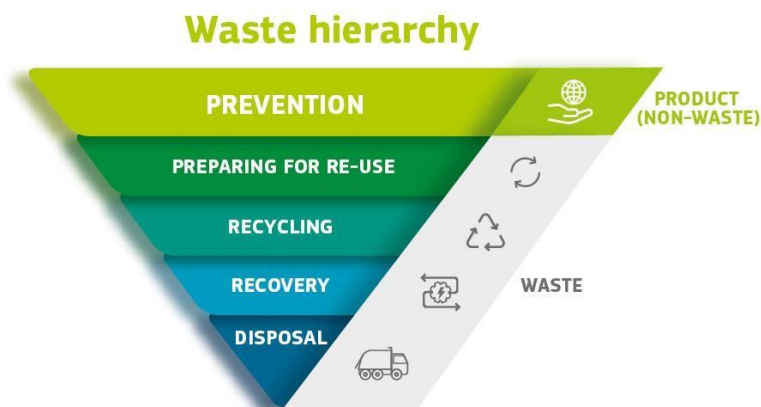 Waste hierarchy
PREVENTION
PRODUCT
(NON-WASTE)
PREPARING FOR RE-USE
RECYCLING
RECOVERY
WASTE
DISPOSAL